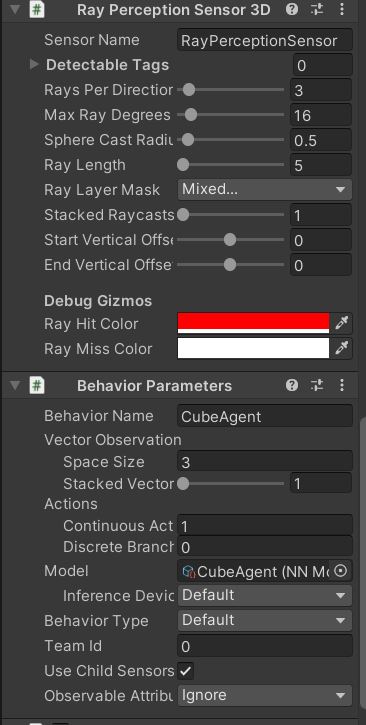 Ray Perception Sensor 3D
Sensor Name RayPerceptionSensor
Detectable Tags 0
Rays Per Direction 3
Max Ray Degrees 16
Sphere Cast Radiu 0.5
Ray Length 5
Ray Layer Mask Mixed...
Stacked Raycasts 1
Start Vertical Offse 0
End Vertical Offse 0
Debug Gizmos
Ray Hit Color
Ray Miss Color
Behavior Parameters
Behavior Name CubeAgent
Vector Observation
Space Size 3
Stacked Vector 1
Actions
Continuous Act 1
Discrete Branch 0
Model CubeAgent (NN Mo
Inference Devic Default
Behavior Type Default
Team Id 0
Use Child Sensors
Observable Attribu Ignore